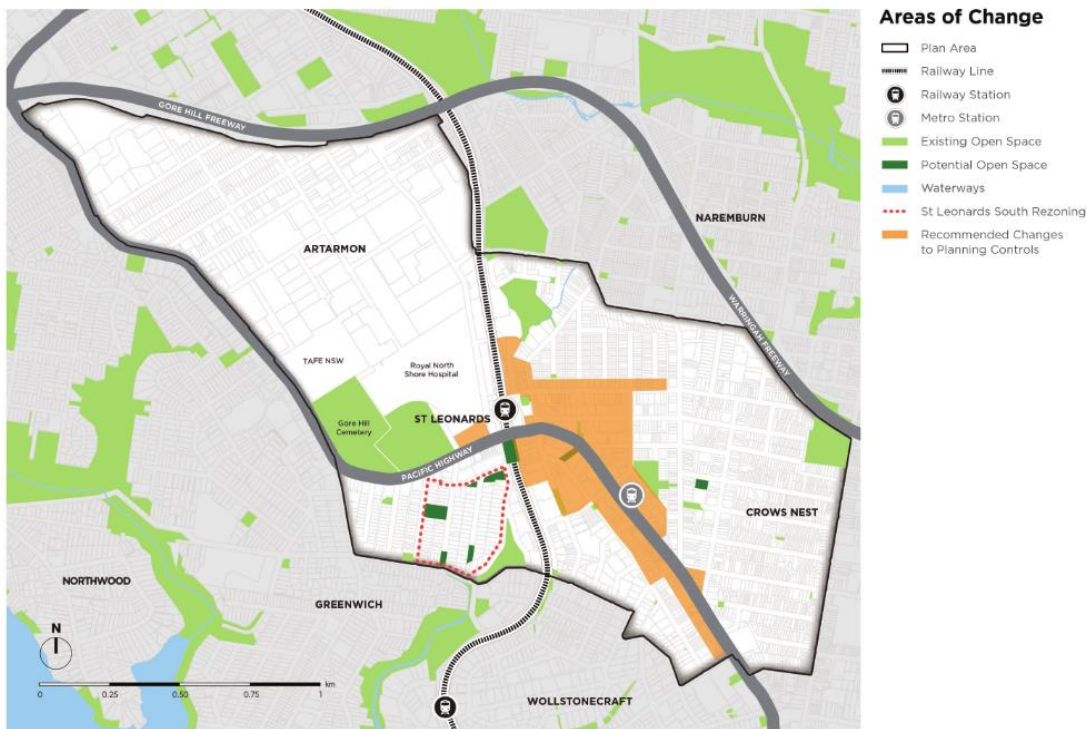 Areas of Change
Plan Area
Railway Line
Railway Station
Metro Station
Existing Open Space
Potential Open Space
Waterways
St Leonards South Rezoning
Recommended Changes
to Planning Controls
GORE HILL FREEWAY
NAREMBURN
ARTARMON
WARRINGAH FREEWAY
TAFE NSW
Royal North
Shore Hospital
ST LEONARDS
Gore Hill
Cemetery
PACIFIC HIGHWAY
CROWS NEST
NORTHWOOD
GREENWICH
N
km
0 0.25 0.50 0.75 1
WOLLSTONECRAFT